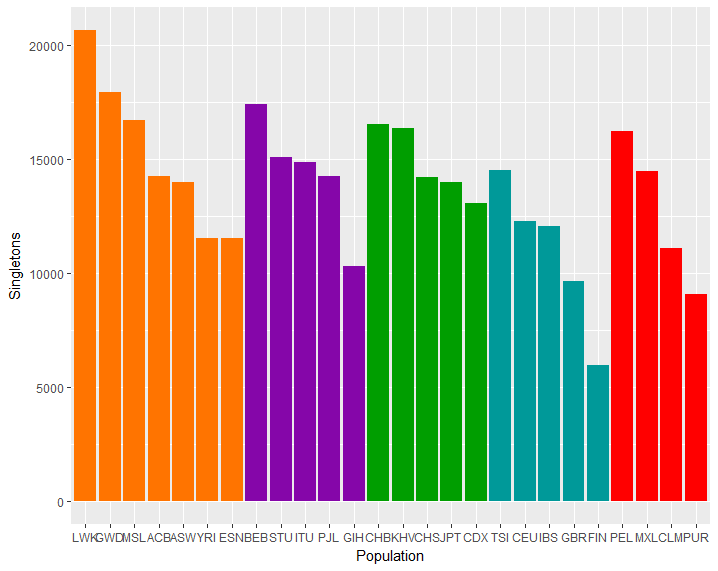 20000
15000
10000
5000
0
Singletons
LWK GWD MSL ACB ASW YRI ESN BEB STU ITU PJL GIH CHB KHV CHS JPT CDX TSI CEU IBS GBR FIN PEL MXL CLM PUR
Population